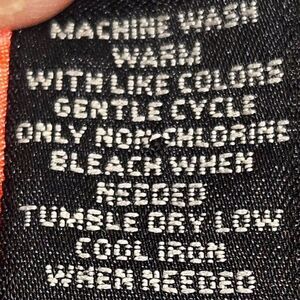 MACHINE WASH
WARM
WITH LIKE COLORS
GENTLE CYCLE
ONLY NON-CHLORINE
BLEACH WHEN
NEEDED
TUMBLE DRY LOW
COOL IRON
WHEN NEEDED